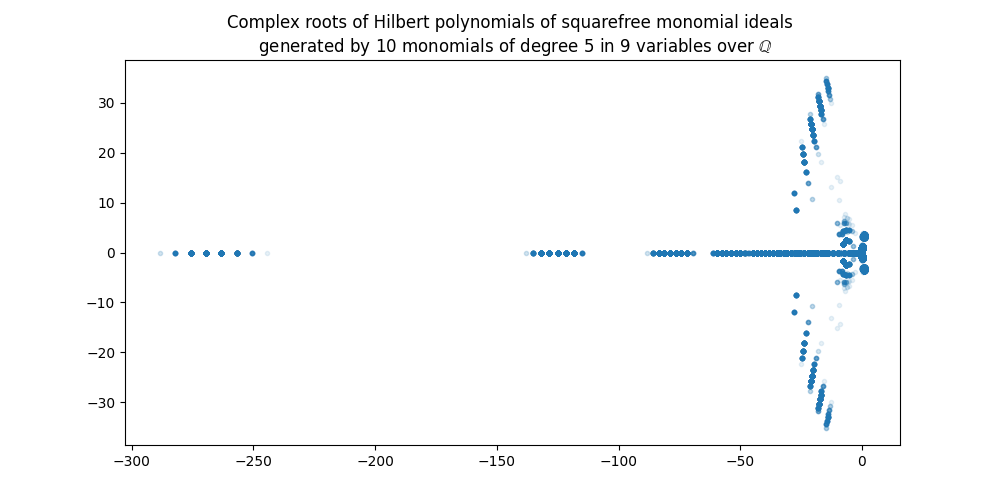 Complex roots of Hilbert polynomials of squarefree monomial ideals
generated by 10 monomials of degree 5 in 9 variables over ℚ
30
20
10
0
−10
−20
−30
−300 −250 −200 −150 −100 −50 0